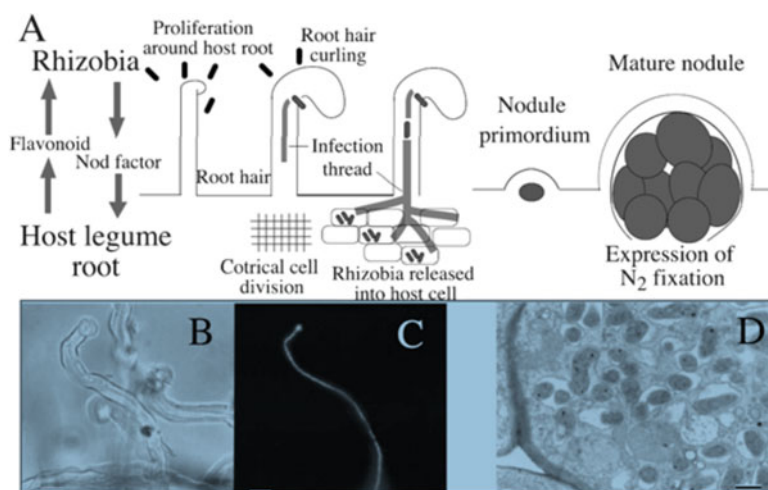 A
Proliferation
around host root
Root hair
curling
Rhizobia
Mature nodule
Nodule
primordium
Flavonoid
Nod factor
Infection
thread
Root hair
Host legume
root
Cotrical cell
division
Rhizobia released
into host cell
Expression of
N₂ fixation
B
C
D